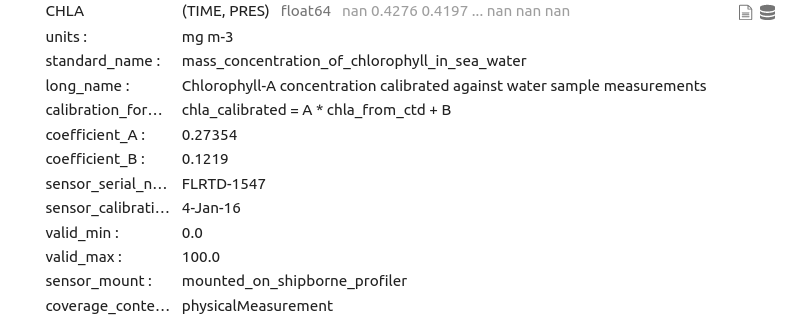 CHLA (TIME, PRES) float64 nan 0.4276 0.4197 ... nan nan nan
units : mg m-3
standard_name : mass_concentration_of_chlorophyll_in_sea_water
long_name : Chlorophyll-A concentration calibrated against water sample measurements
calibration_for... chla_calibrated = A * chla_from_ctd + B
coefficient_A : 0.27354
coefficient_B : 0.1219
sensor_serial_n... FLRTD-1547
sensor_calibrati... 4-Jan-16
valid_min : 0.0
valid_max : 100.0
sensor_mount : mounted_on_shipborne_profiler
coverage_conte... physicalMeasurement